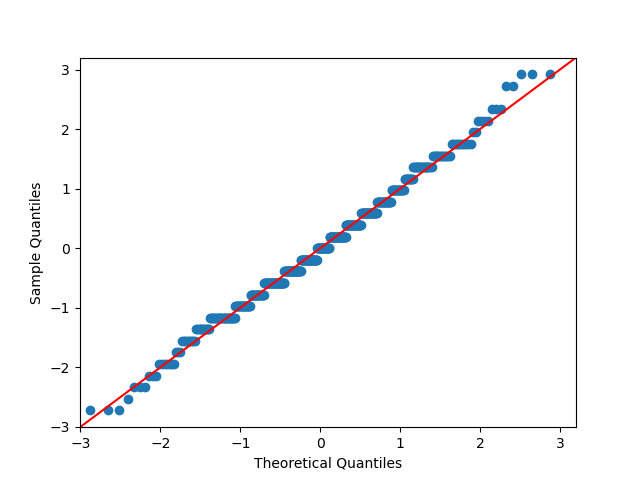 3
2
1
0
−1
−2
−3
Sample Quantiles
−3 −2 −1 0 1 2 3
Theoretical Quantiles